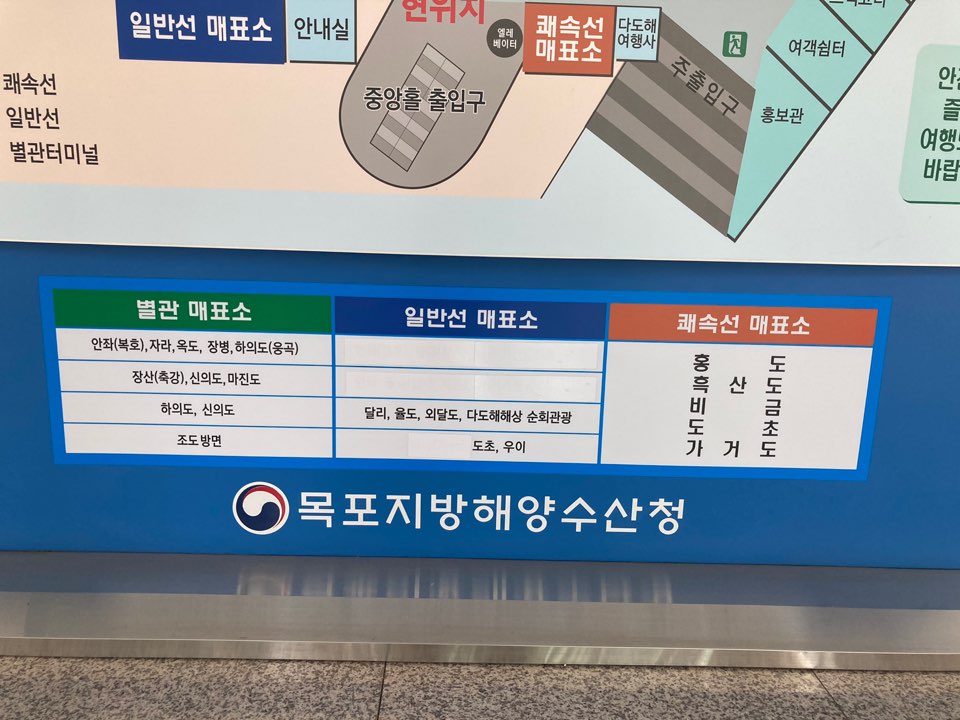 현위치
일반선 매표소
안내실
엘레
베이터
쾌속선
매표소
다도해
여행사
여객쉼터
홍보관
주출입구
중앙홀 출입구
쾌속선
일반선
별관터미널
별관 매표소
안좌(복호),자라,옥도, 장병,하의도(웅곡)
장산(축강),신의도,마진도
하의도, 신의도
조도방면
일반선 매표소
달리, 율도, 외달도, 다도해해상 순회관광
도초, 우이
쾌속선 매표소
홍 도
흑 산 도
비 금
도 초
가 거 도
목포지방해양수산청